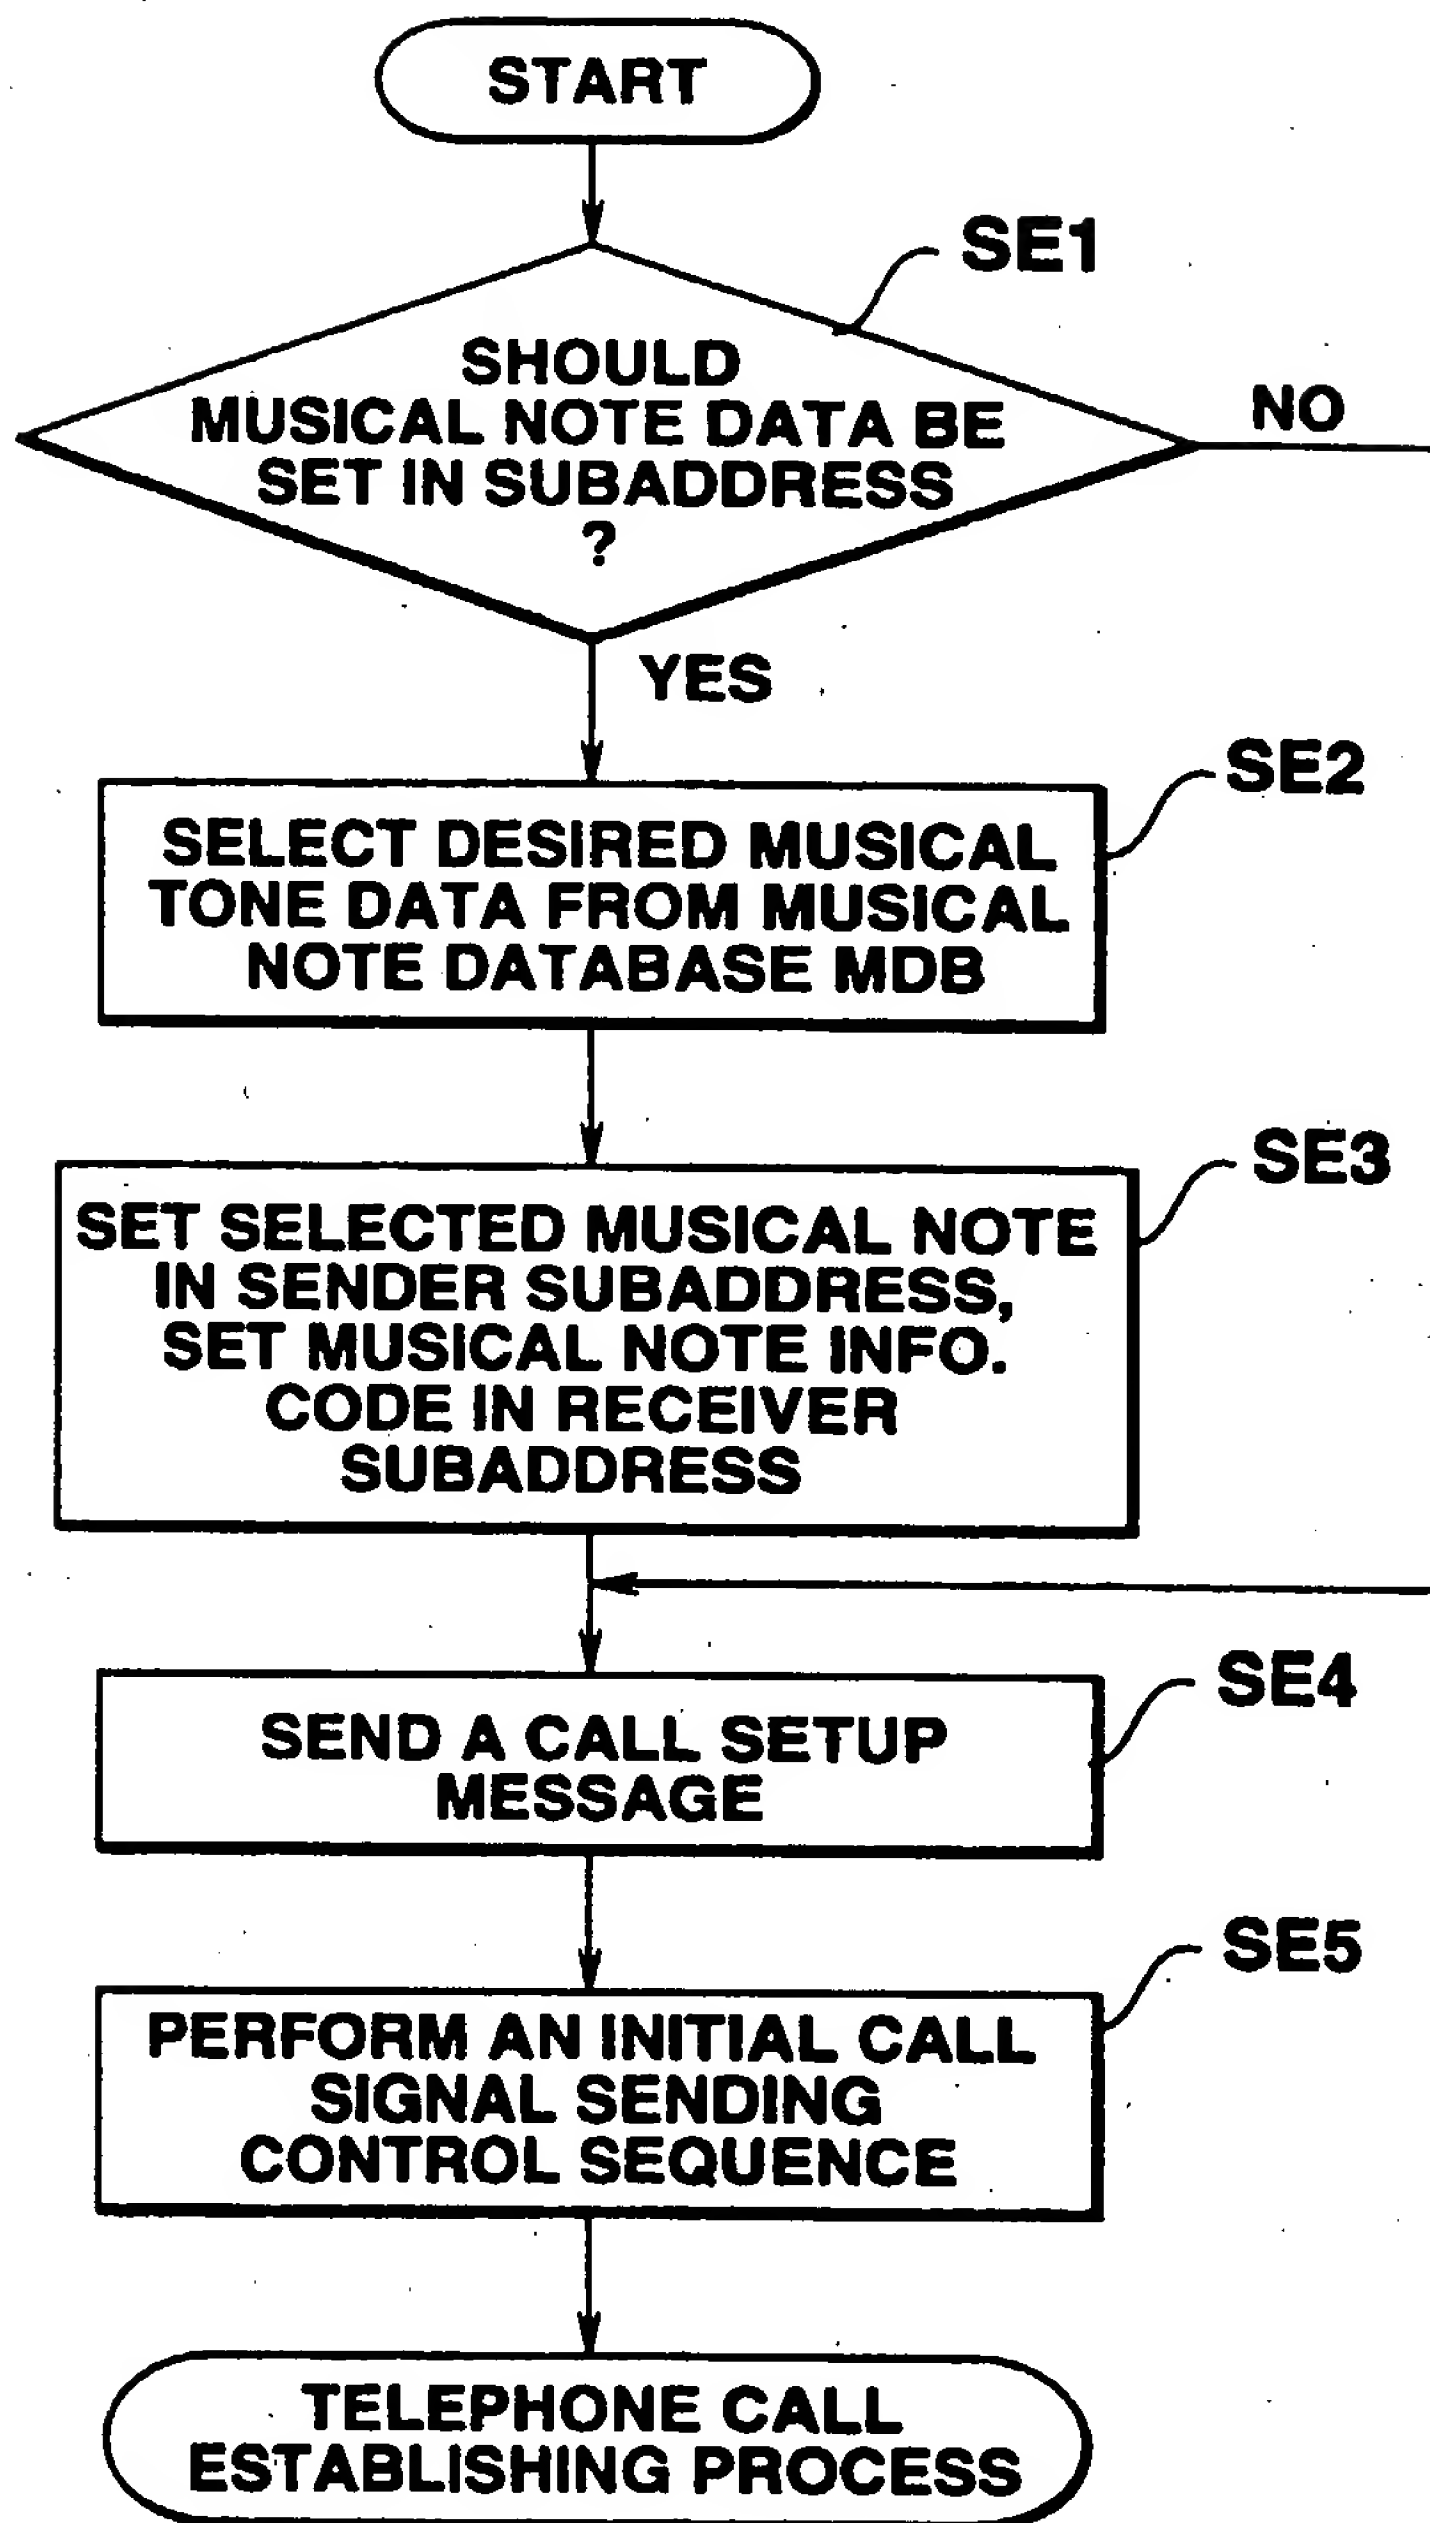 START
SE1
SHOULD
MUSICAL NOTE DATA BE
SET IN SUBADDRESS
?
NO
YES
SE2
SELECT DESIRED MUSICAL
TONE DATA FROM MUSICAL
NOTE DATABASE MDB
SE3
SET SELECTED MUSICAL NOTE
IN SENDER SUBADDRESS,
SET MUSICAL NOTE INFO.
CODE IN RECEIVER
SUBADDRESS
SE4
SEND A CALL SETUP
MESSAGE
SE5
PERFORM AN INITIAL CALL
SIGNAL SENDING
CONTROL SEQUENCE
TELEPHONE CALL
ESTABLISHING PROCESS